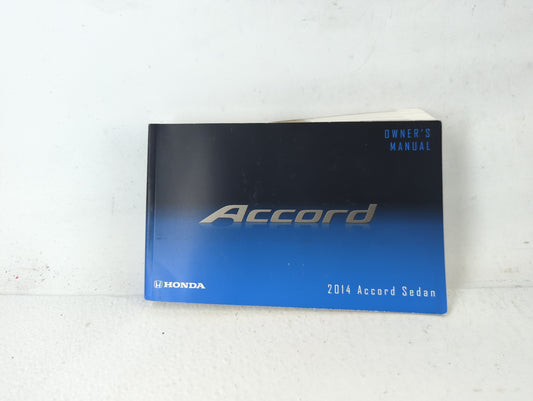 OWNER'S
MANUAL
Accord
HONDA
2014 Accord Sedan